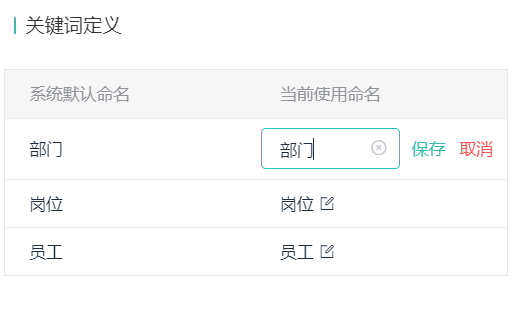 关键词定义
系统默认命名 当前使用命名
部门 部门 保存 取消
岗位 岗位
员工 员工